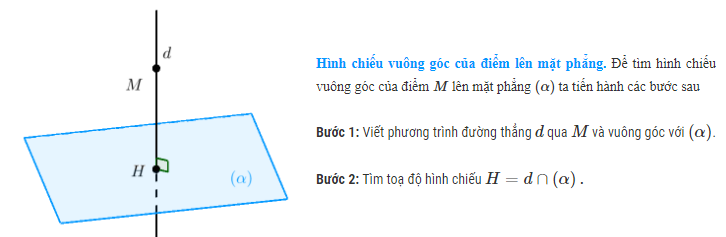 d
M
H
(α)
Hình chiếu vuông góc của điểm lên mặt phẳng. Để tìm hình chiếu
vuông góc của điểm M lên mặt phẳng (α) ta tiến hành các bước sau
Bước 1: Viết phương trình đường thẳng d qua M và vuông góc với (α).
Bước 2: Tìm toạ độ hình chiếu H = d ∩ (α) .